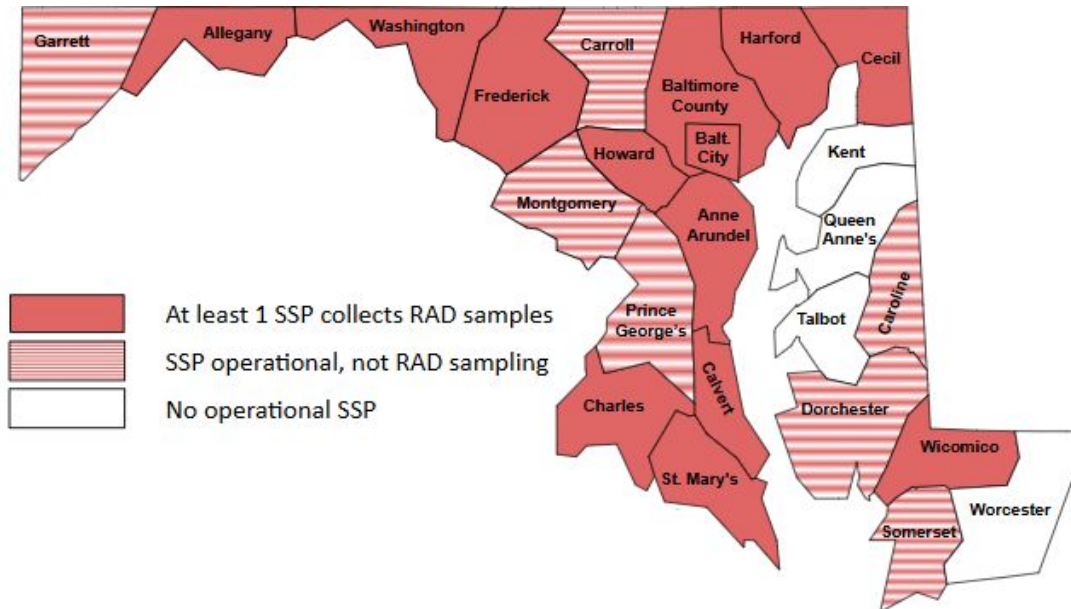 Garrett
Allegany
Washington
Frederick
Carroll
Baltimore
County
Balt.
City
Harford
Cecil
Howard
Montgomery
Anne
Arundel
Prince
George's
Calvert
Charles
St. Mary's
Kent
Queen
Anne's
Talbot
Caroline
Dorchester
Wicomico
Somerset
Worcester
At least 1 SSP collects RAD samples
SSP operational, not RAD sampling
No operational SSP